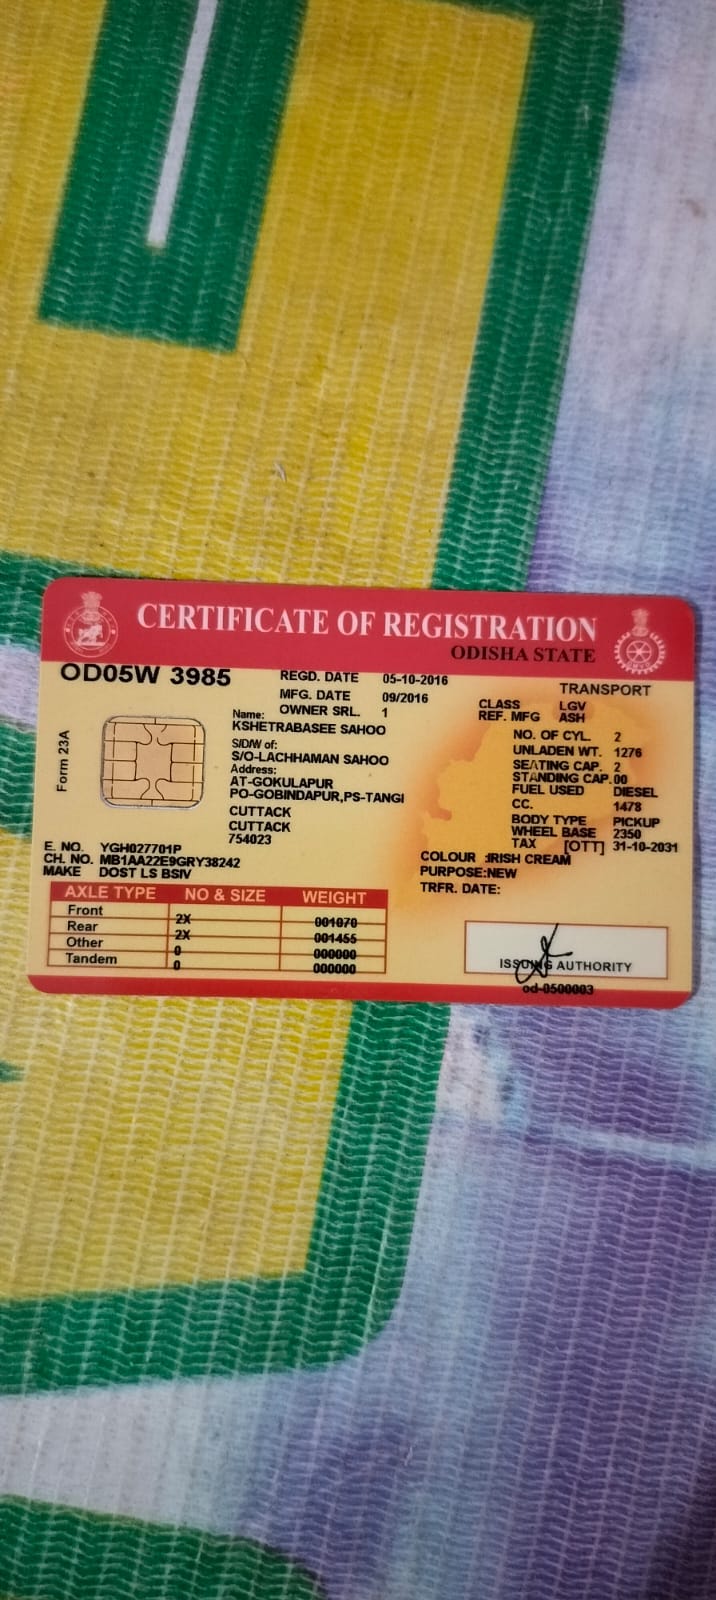 CERTIFICATE OF REGISTRATION
ODISHA STATE
OD05W 3985
REGD. DATE 05-10-2016
MFG. DATE 09/2016
OWNER SRL. 1
TRANSPORT
CLASS LGV
REF. MFG ASH
Form 23A
Name:
KSHETRABASEE SAHOO
S/D/W of:
S/O-LACHHAMAN SAHOO
Address:
AT-GOKULAPUR
PO-GOBINDAPUR,PS-TANGI
CUTTACK
CUTTACK
754023
NO. OF CYL. 2
UNLADEN WT. 1276
SEATING CAP. 2
STANDING CAP.00
FUEL USED DIESEL
CC. 1478
BODY TYPE PICKUP
WHEEL BASE 2350
TAX [OTT] 31-10-2031
E. NO. YGH027701P
CH. NO. MB1AA22E9GRY38242
MAKE DOST LS BSIV
COLOUR :IRISH CREAM
PURPOSE:NEW
TRFR. DATE:
AXLE TYPE NO & SIZE WEIGHT
Front 2X 001070
Rear 2X 001455
Other 0 000000
Tandem 0 000000
ISSUING AUTHORITY
od-0500003